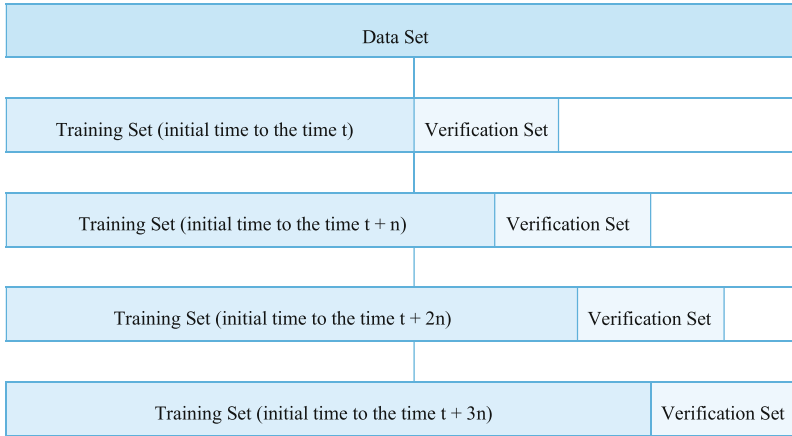 Data Set
Training Set (initial time to the time t)
Verification Set
Training Set (initial time to the time t + n)
Verification Set
Training Set (initial time to the time t + 2n)
Verification Set
Training Set (initial time to the time t + 3n)
Verification Set